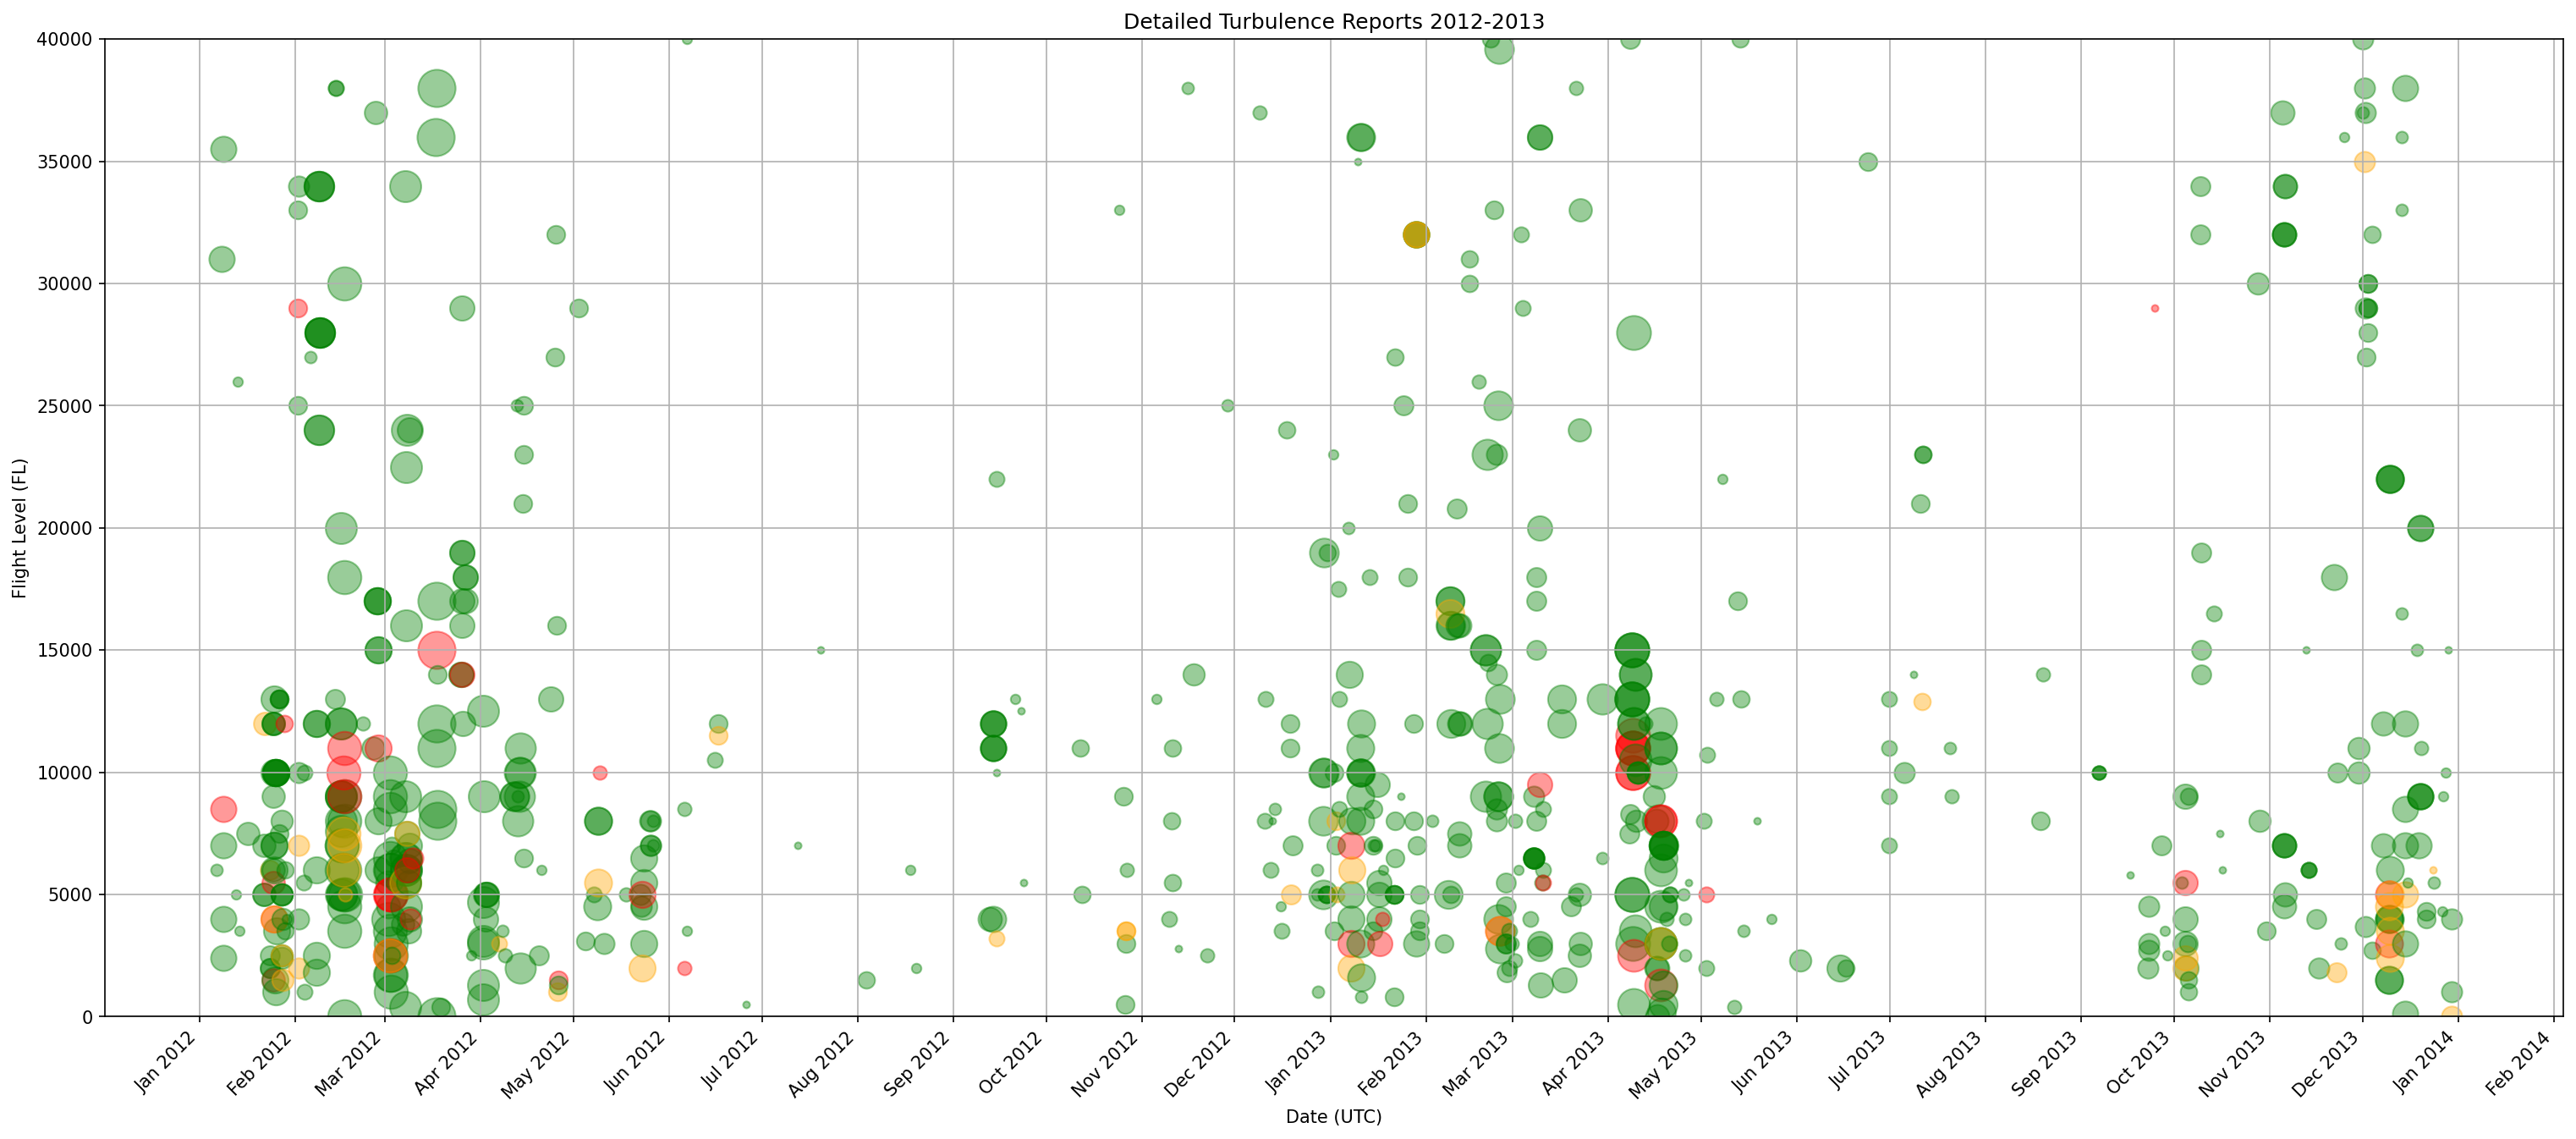 Detailed Turbulence Reports 2012-2013
Flight Level (FL)
40000
35000
30000
25000
20000
15000
10000
5000
0
Jan 2012
Feb 2012
Mar 2012
Apr 2012
May 2012
Jun 2012
Jul 2012
Aug 2012
Sep 2012
Oct 2012
Nov 2012
Dec 2012
Jan 2013
Feb 2013
Mar 2013
Apr 2013
May 2013
Jun 2013
Jul 2013
Aug 2013
Sep 2013
Oct 2013
Nov 2013
Dec 2013
Jan 2014
Feb 2014
Date (UTC)